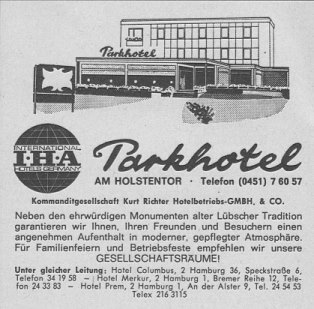 Parkhotel
INTERNATIONAL
I·H·A
HOTELS GERMANY
Parkhotel
AM HOLSTENTOR · Telefon (0451) 7 60 57
Kommanditgesellschaft Kurt Richter Hotelbetriebs-GMBH, & CO.
Neben den ehrwürdigen Monumenten alter Lübscher Tradition
garantieren wir Ihnen, Ihren Freunden und Besuchern einen
angenehmen Aufenthalt in moderner, gepflegter Atmosphäre.
Für Familienfeiern und Betriebsfeste empfehlen wir unsere
GESELLSCHAFTSRÄUME!
Unter gleicher Leitung: Hotel Columbus, 2 Hamburg 36, Speckstraße 6,
Telefon 34 19 58 — Hotel Merkur, 2 Hamburg 1, Bremer Reihe 12, Tele-
fon 24 33 83 — Hotel Prem, 2 Hamburg 1, An der Alster 9, Tel. 24 54 53
Telex 216 3115